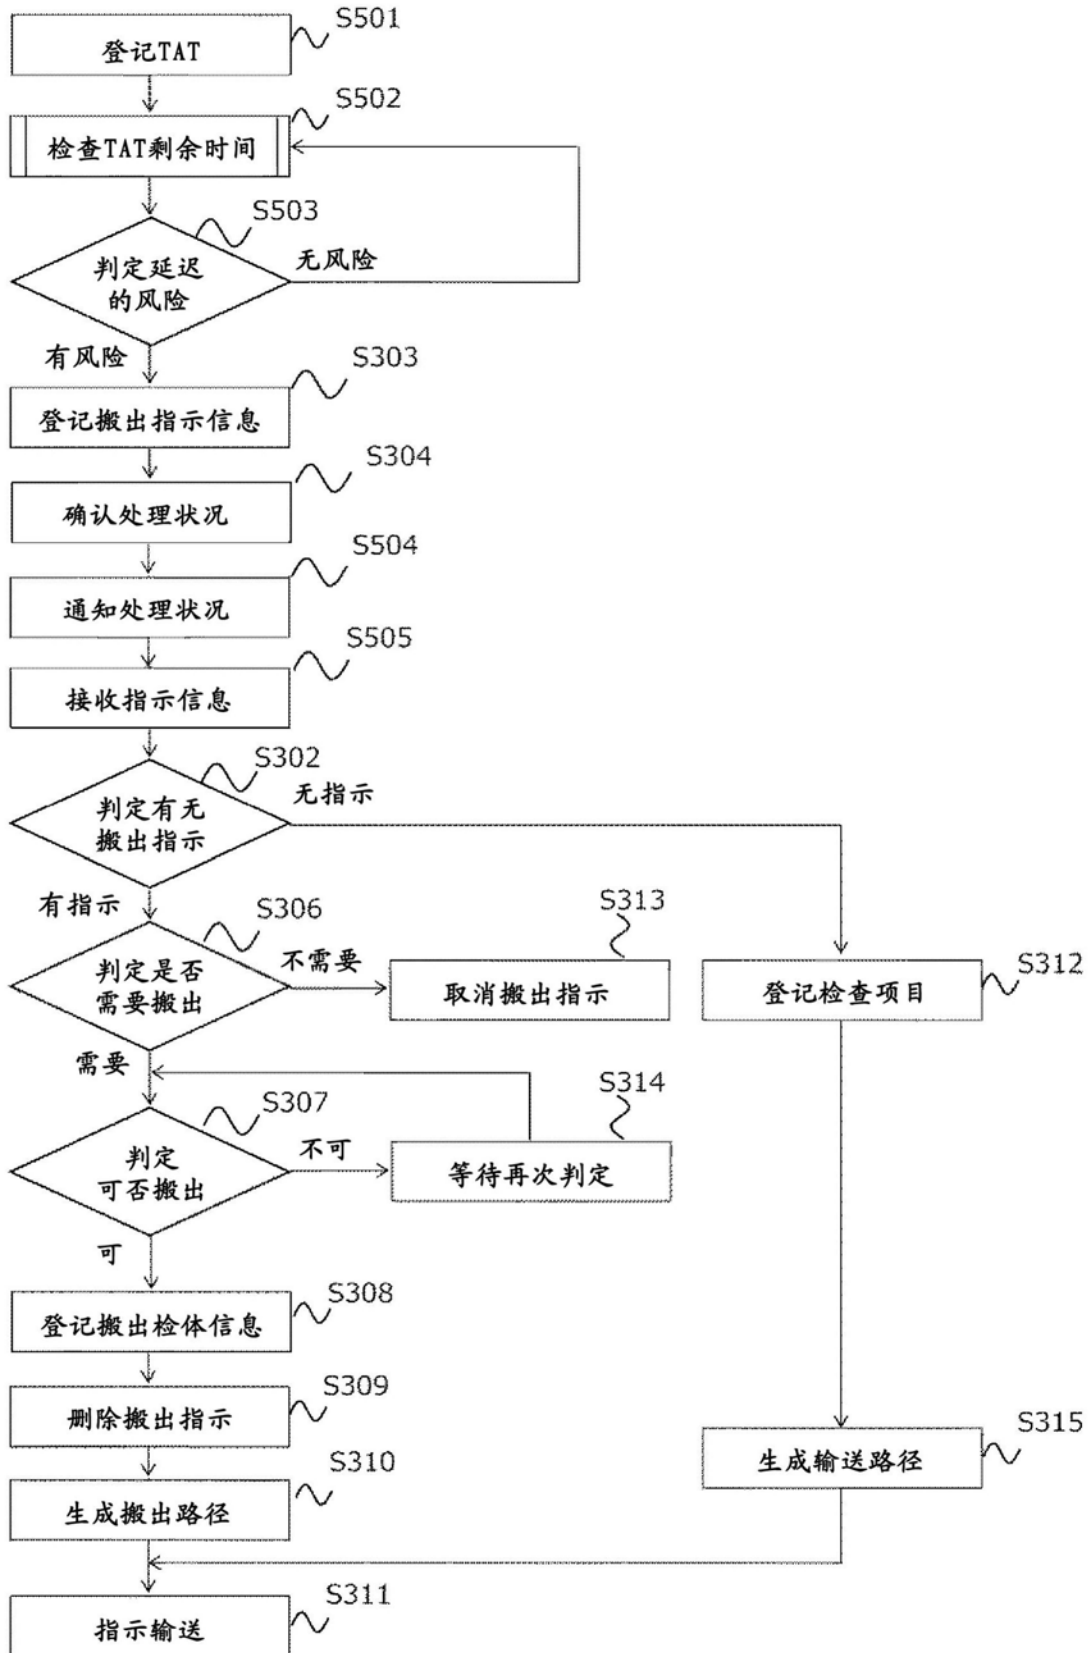 S501
登记TAT
S502
检查TAT剩余时间
S503
判定延迟
的风险
无风险
有风险
S303
登记搬出指示信息
S304
确认处理状况
S504
通知处理状况
S505
接收指示信息
S302
判定有无
搬出指示
无指示
有指示
S306
判定是否
需要搬出
不需要
S313
取消搬出指示
S312
登记检查项目
需要
S307
判定
可否搬出
不可
S314
等待再次判定
可
S308
登记搬出检体信息
S309
删除搬出指示
S310
生成搬出路径
S315
生成输送路径
S311
指示输送